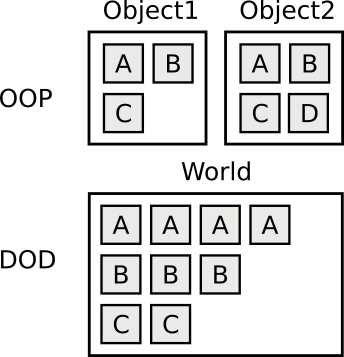 Object1 Object2
OOP
A B
C
A B
C D
World
DOD
A A A A
B B B
C C